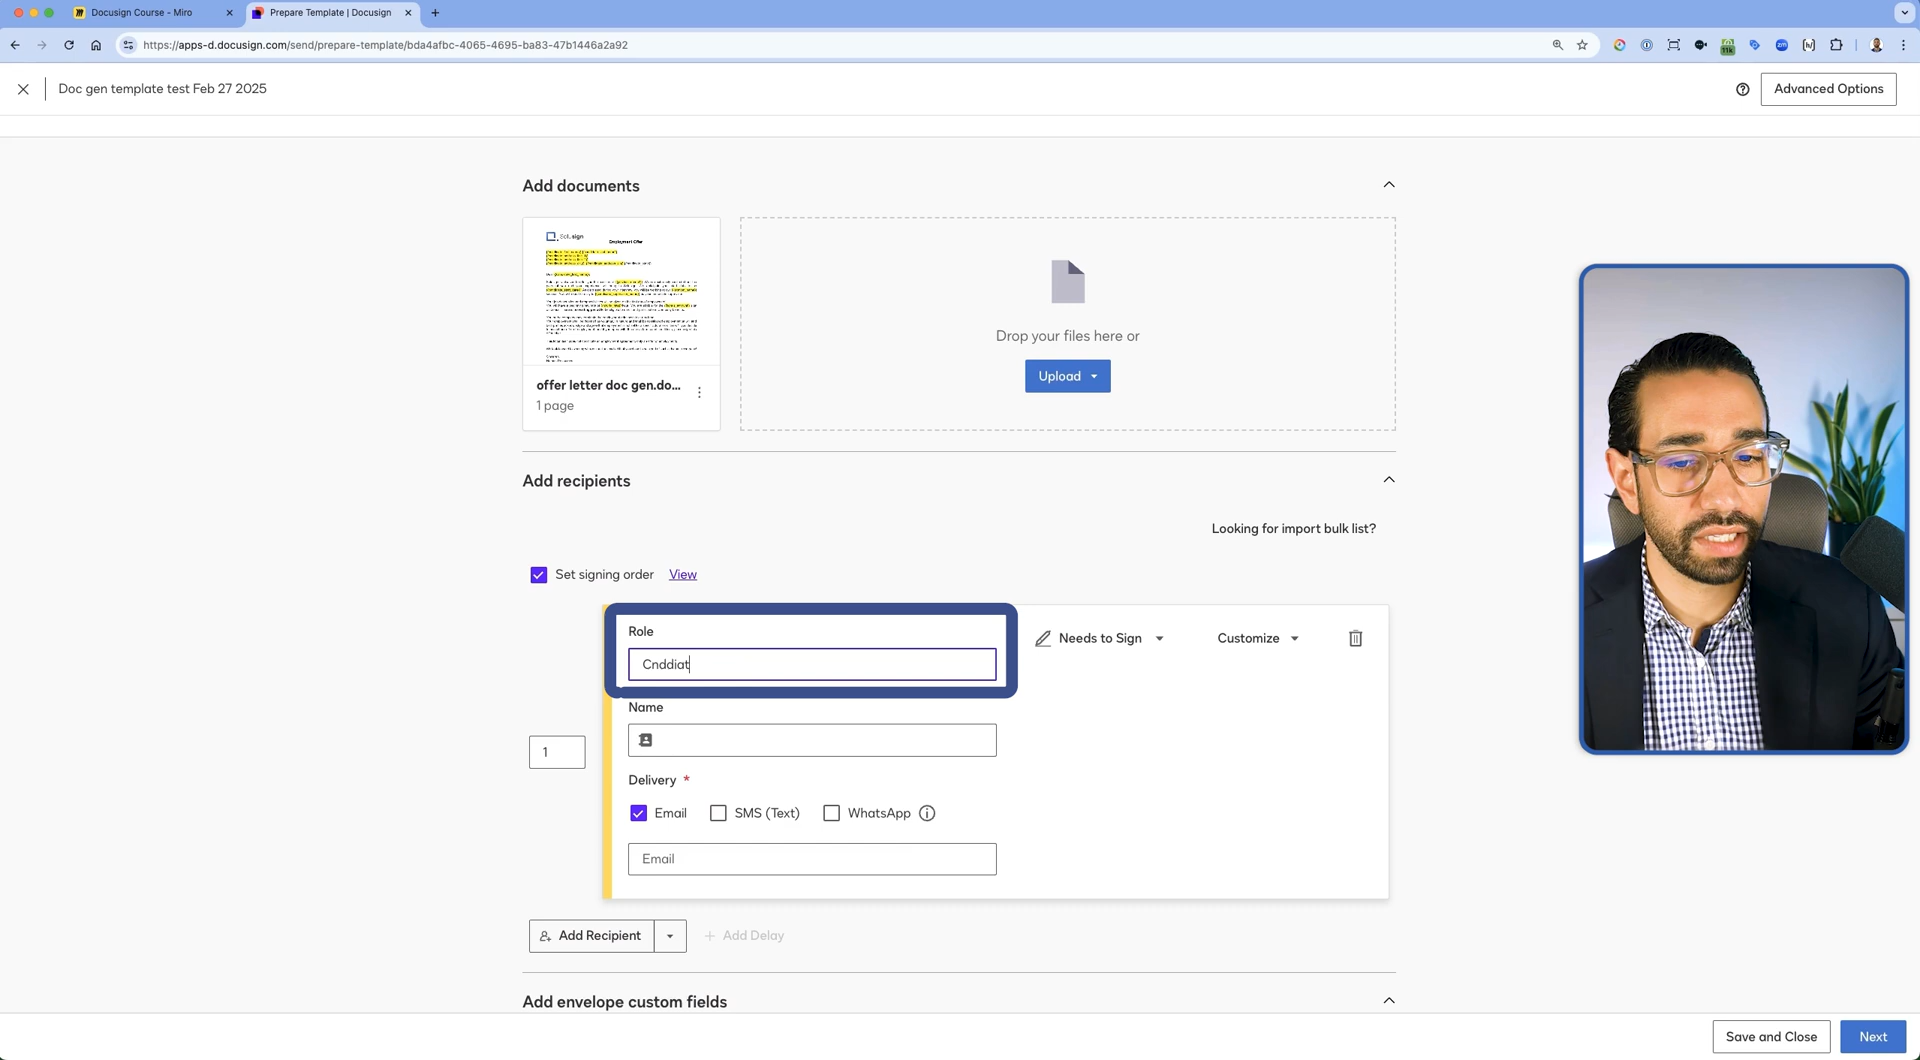 Docusign Course - Miro
Prepare Template | Docusign
https://apps-d.docusign.com/send/prepare-template/bda4afbc-4065-4695-ba83-47b1446a2a92
11k
Doc gen template test Feb 27 2025
Advanced Options
Add documents
Employment Offer
Drop your files here or
Upload
offer letter doc gen.do...
1 page
Add recipients
Looking for import bulk list?
Set signing order View
Role
Needs to Sign
Customize
Cnddiat
Name
1
Delivery *
Email
SMS (Text)
WhatsApp
Email
Add Recipient
Add Delay
Add envelope custom fields
Save and Close
Next